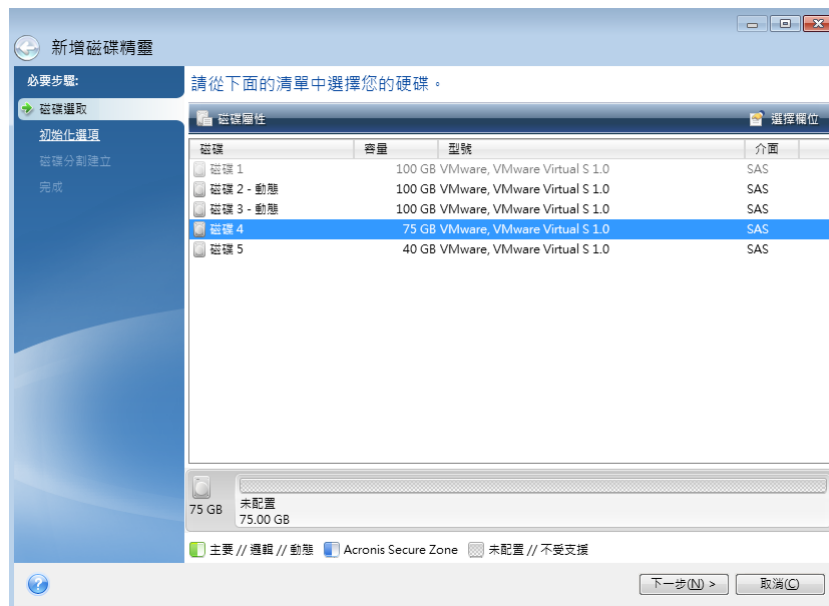 新增磁碟精靈
必要步驟:
磁碟選取
初始化選項
磁碟分割建立
完成
請從下面的清單中選擇您的硬碟。
磁碟屬性 選擇欄位
磁碟 容量 型號 介面
磁碟 1 100 GB VMware, VMware Virtual S 1.0 SAS
磁碟 2 - 動態 100 GB VMware, VMware Virtual S 1.0 SAS
磁碟 3 - 動態 100 GB VMware, VMware Virtual S 1.0 SAS
磁碟 4 75 GB VMware, VMware Virtual S 1.0 SAS
磁碟 5 40 GB VMware, VMware Virtual S 1.0 SAS
75 GB
未配置
75.00 GB
主要 // 邏輯 // 動態 Acronis Secure Zone 未配置 // 不受支援
下一步(N) > 取消(C)